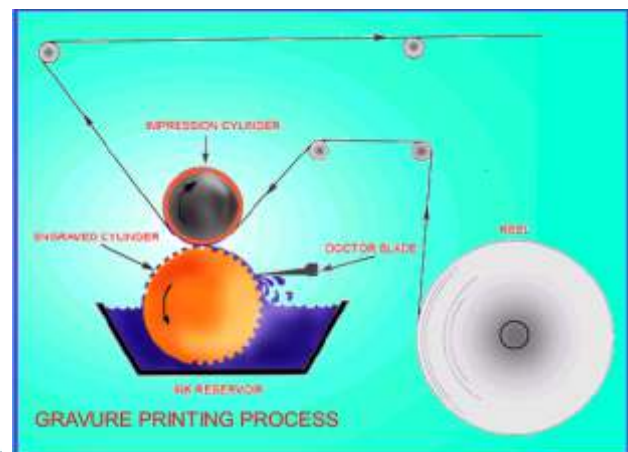 IMPRESSION CYLINDER
ENGRAVED CYLINDER
DOCTOR BLADE
REEL
INK RESERVOIR
GRAVURE PRINTING PROCESS